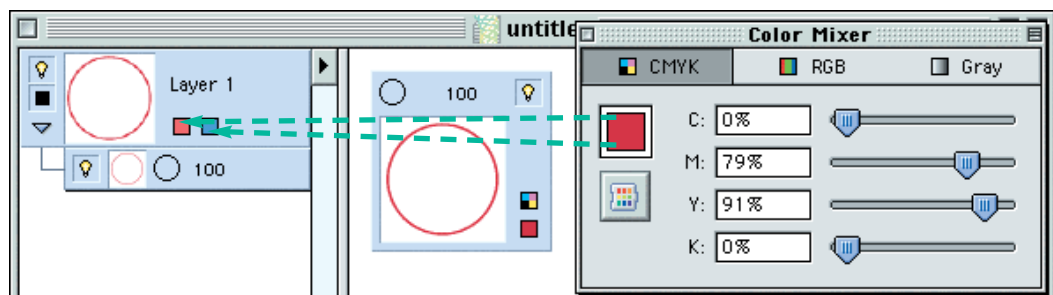 untitle
Layer 1
100
100
Color Mixer
CMYK RGB Gray
C: 0%
M: 79%
Y: 91%
K: 0%